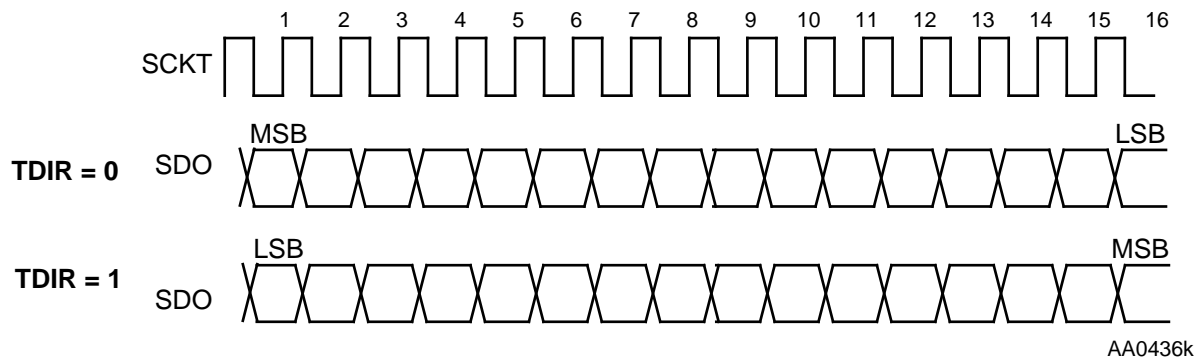 1 2 3 4 5 6 7 8 9 10 11 12 13 14 15 16
SCKT
MSB LSB
TDIR = 0 SDO
LSB MSB
TDIR = 1 SDO
AA0436k